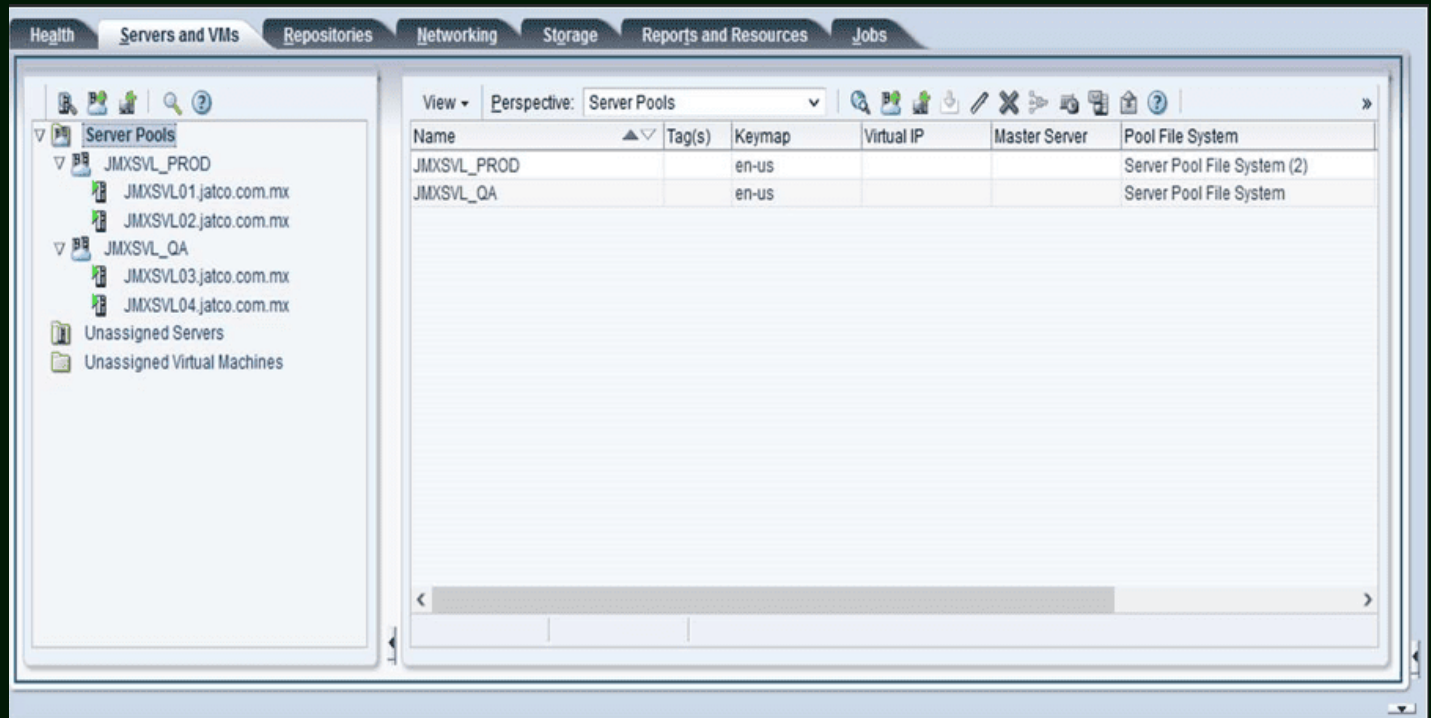 Health Servers and VMs Repositories Networking Storage Reports and Resources Jobs
Server Pools
JMXSVL_PROD
JMXSVL01.jatco.com.mx
JMXSVL02.jatco.com.mx
JMXSVL_QA
JMXSVL03.jatco.com.mx
JMXSVL04.jatco.com.mx
Unassigned Servers
Unassigned Virtual Machines
View Perspective: Server Pools
Name Tag(s) Keymap Virtual IP Master Server Pool File System
JMXSVL_PROD en-us Server Pool File System (2)
JMXSVL_QA en-us Server Pool File System